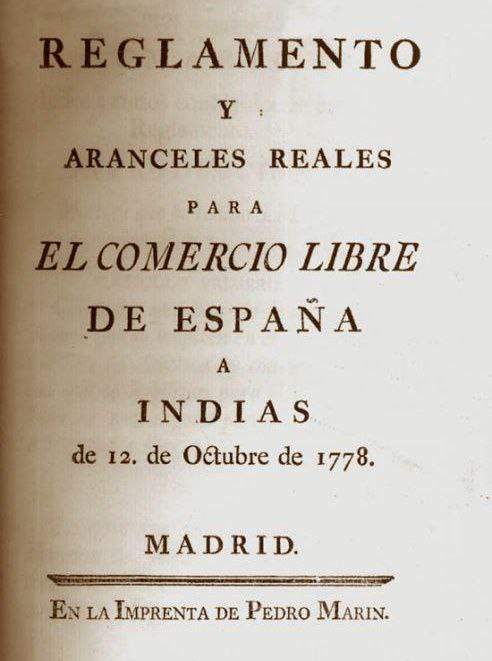 REGLAMENTO
Y
ARANCELES REALES
PARA
EL COMERCIO LIBRE
DE ESPAÑA
A
INDIAS
de 12. de Octubre de 1778.
MADRID.
EN LA IMPRENTA DE PEDRO MARIN.